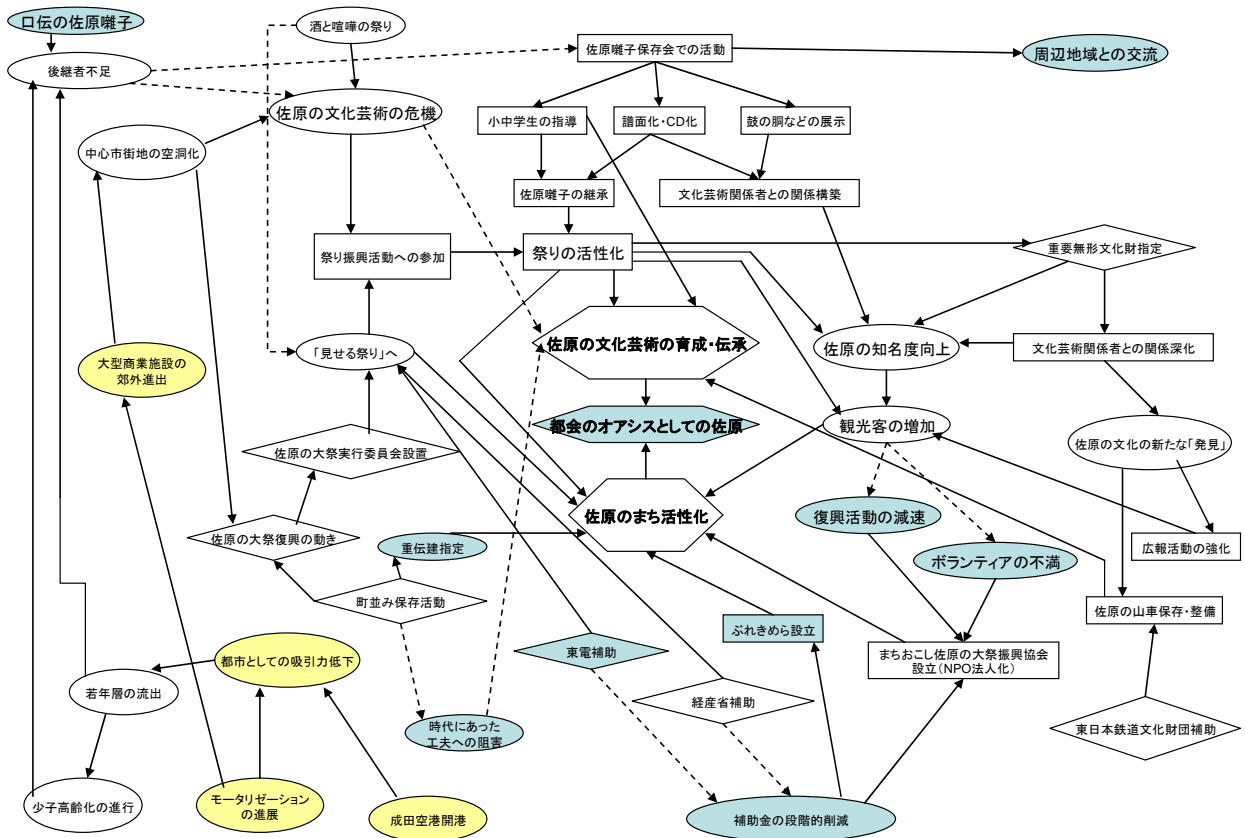 口伝の佐原囃子
酒と喧嘩の祭り
佐原囃子保存会での活動
周辺地域との交流
後継者不足
佐原の文化芸術の危機
小中学生の指導
譜面化・CD化
鼓の胴などの展示
中心市街地の空洞化
佐原囃子の継承
文化芸術関係者との関係構築
祭り振興活動への参加
祭りの活性化
重要無形文化財指定
大型商業施設の
郊外進出
「見せる祭り」へ
佐原の文化芸術の育成・伝承
佐原の知名度向上
文化芸術関係者との関係深化
都会のオアシスとしての佐原
観光客の増加
佐原の文化の新たな「発見」
佐原の大祭実行委員会設置
佐原のまち活性化
復興活動の減速
佐原の大祭復興の動き
重伝建指定
ボランティアの不満
広報活動の強化
町並み保存活動
佐原の山車保存・整備
ぶれきめら設立
都市としての吸引力低下
東電補助
まちおこし佐原の大祭振興協会
設立(NPO法人化)
若年層の流出
経産省補助
時代にあった
工夫への阻害
東日本鉄道文化財団補助
少子高齢化の進行
モータリゼーション
の進展
成田空港開港
補助金の段階的削減